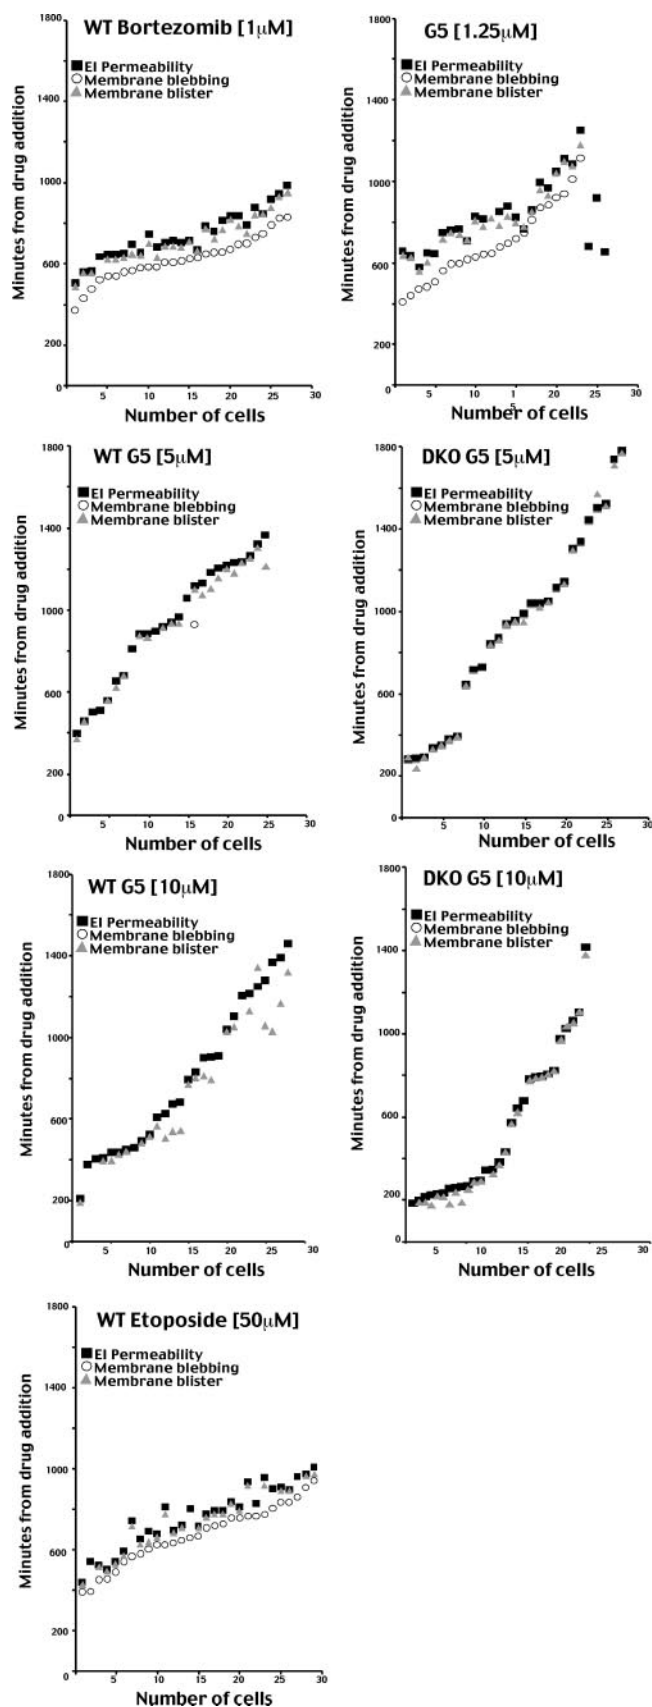 WT Bortezomib [1μM]
EI Permeability
Membrane blebbing
Membrane blister
Minutes from drug addition
1800
1400
1000
600
200
0
5
10
15
20
25
30
Number of cells
G5 [1.25μM]
EI Permeability
Membrane blebbing
Membrane blister
Minutes from drug addition
1800
1400
1000
600
200
0
5
10
1
5
20
25
30
Number of cells
WT G5 [5μM]
EI Permeability
Membrane blebbing
Membrane blister
Minutes from drug addition
1800
1400
1000
600
200
0
5
10
15
20
25
30
Number of cells
DKO G5 [5μM]
EI Permeability
Membrane blebbing
Membrane blister
Minutes from drug addition
1800
1400
1000
600
200
0
5
10
15
20
25
30
Number of cells
WT G5 [10μM]
EI Permeability
Membrane blebbing
Membrane blister
Minutes from drug addition
1800
1400
1000
600
200
0
5
10
15
20
25
30
Number of cells
DKO G5 [10μM]
EI Permeability
Membrane blebbing
Membrane blister
Minutes from drug addition
1800
1400
1000
600
200
0
5
10
15
20
25
30
Number of cells
WT Etoposide [50μM]
EI Permeability
Membrane blebbing
Membrane blister
Minutes from drug addition
1800
1400
1000
600
200
0
5
10
15
20
25
30
Number of cells